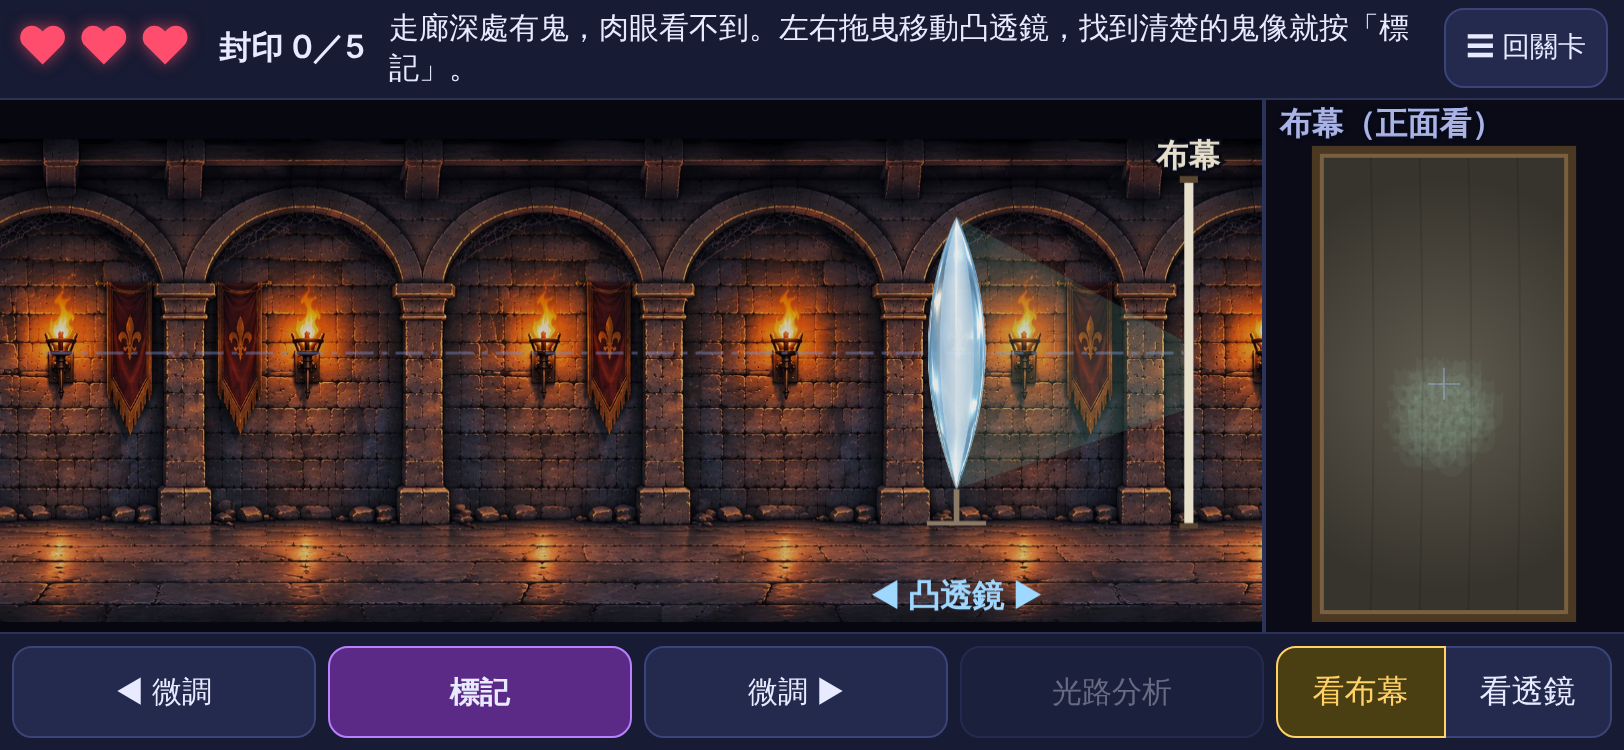 封印 0／5
走廊深處有鬼，肉眼看不到。左右拖曳移動凸透鏡，找到清楚的鬼像就按「標
記」。
☰ 回關卡
布幕
布幕（正面看）
◀ 凸透鏡 ▶
◀ 微調
標記
微調 ▶
光路分析
看布幕
看透鏡